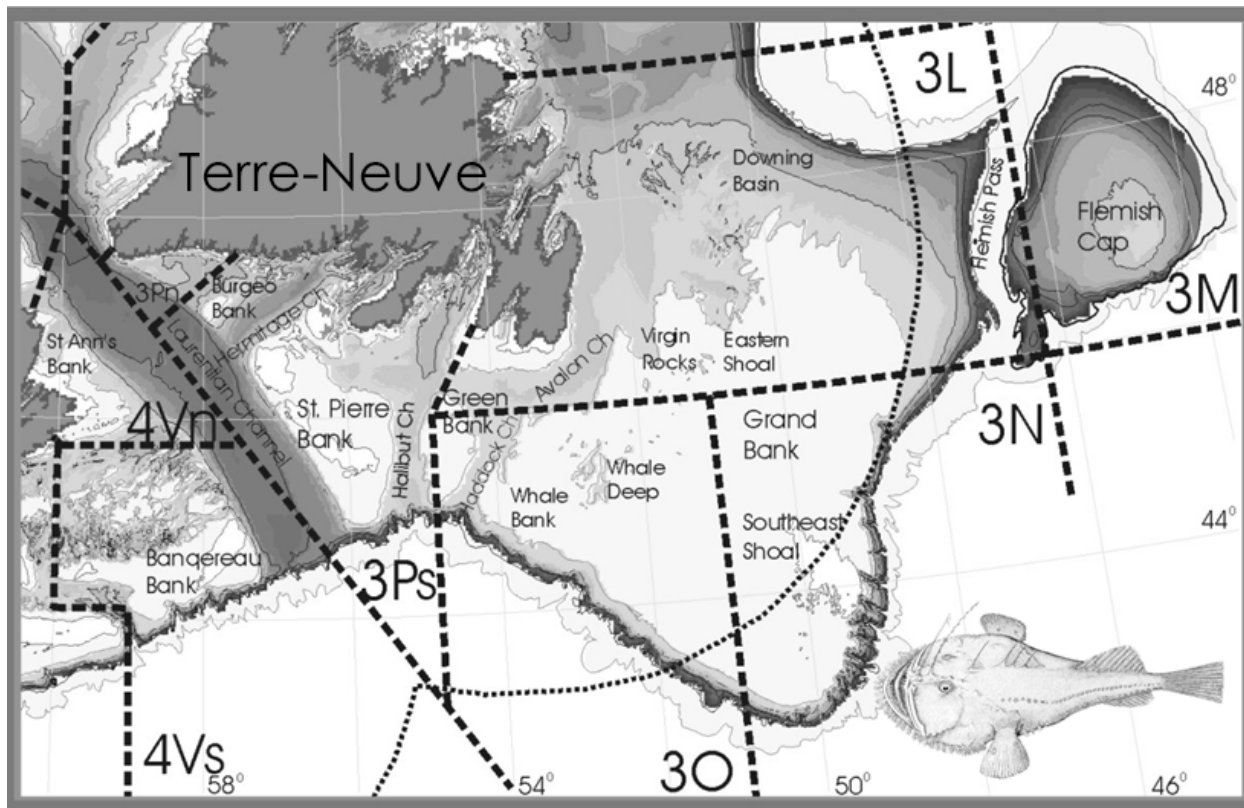 3L
48°
Terre-Neuve
Downing
Basin
Flemish Pass
Flemish
Cap
3Pn
Burgeo
Bank
Hermitage Ch
Laurentian Channel
3M
St Ann's
Bank
Virgin
Rocks
Eastern
Shoal
Avalan Ch
4Vn
St. Pierre
Bank
Green
Bank
Halibut Ch
Haddock Ch
Grand
Bank
3N
Whale
Deep
Whale
Bank
Southeast
Shoal
44°
Banqereau
Bank
3Ps
4Vs
58°
54°
3O
50°
46°